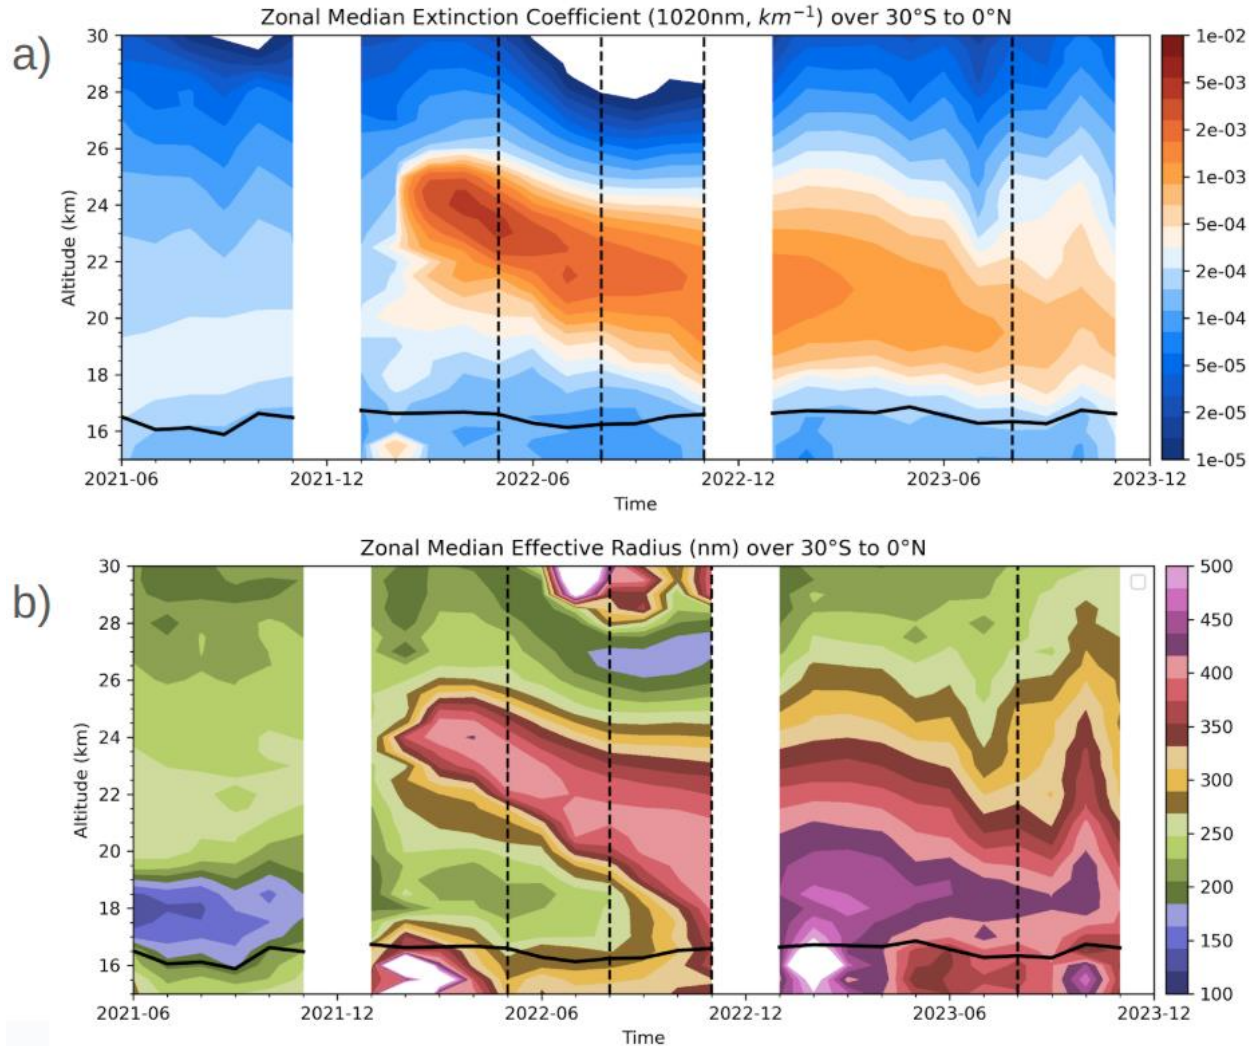 Zonal Median Extinction Coefficient (1020nm, km⁻¹) over 30°S to 0°N
a)
30
28
26
24
22
20
18
16
Altitude (km)
2021-06 2021-12 2022-06 2022-12 2023-06 2023-12
Time
1e-02
5e-03
2e-03
1e-03
5e-04
2e-04
1e-04
5e-05
2e-05
1e-05
Zonal Median Effective Radius (nm) over 30°S to 0°N
b)
30
28
26
24
22
20
18
16
Altitude (km)
2021-06 2021-12 2022-06 2022-12 2023-06 2023-12
Time
500
450
400
350
300
250
200
150
100